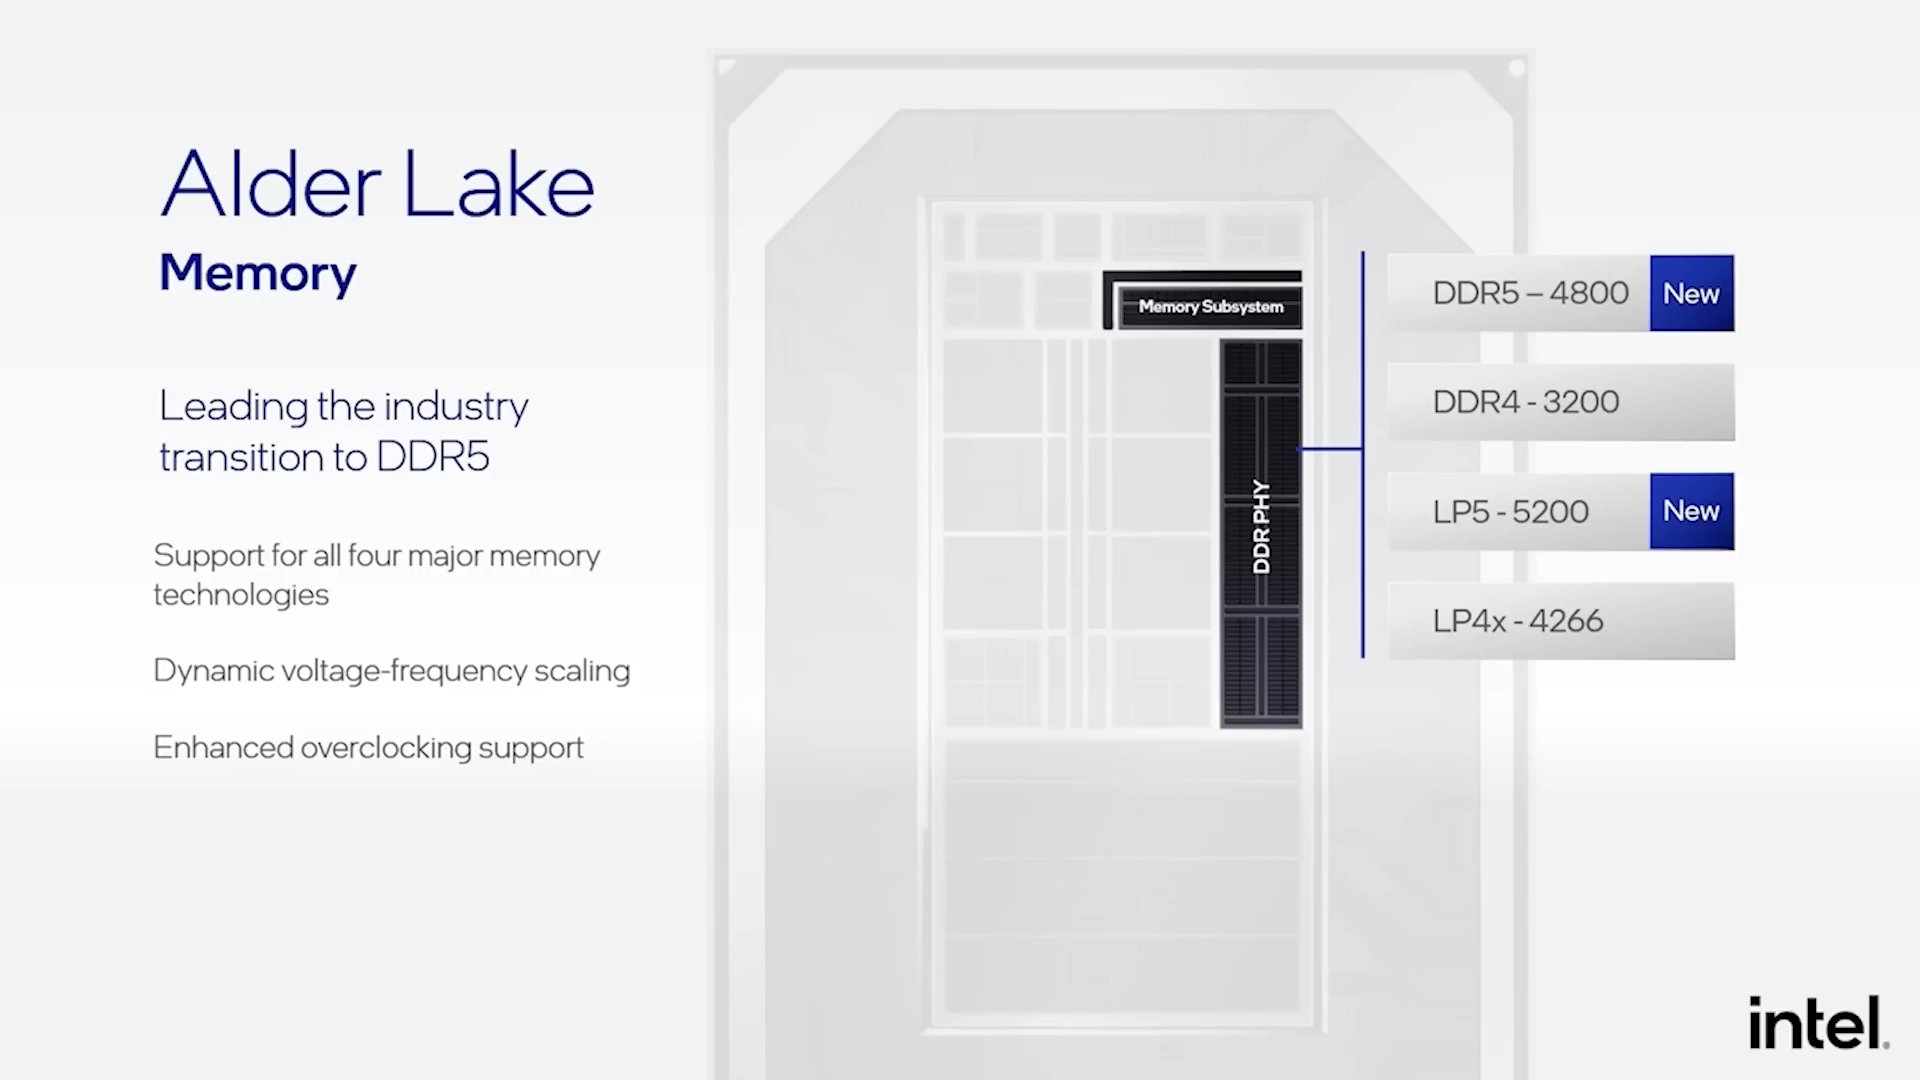 Alder Lake
Memory
Leading the industry
transition to DDR5
Support for all four major memory
technologies
Dynamic voltage-frequency scaling
Enhanced overclocking support
Memory Subsystem
DDR PHY
DDR5 – 4800 New
DDR4 - 3200
LP5 - 5200 New
LP4x - 4266
intel.